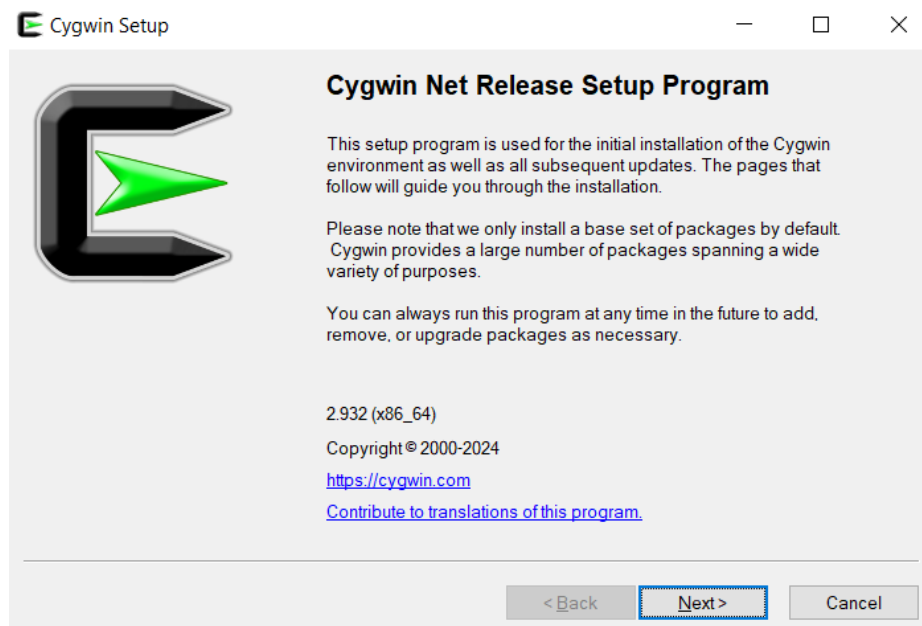 Cygwin Setup
Cygwin Net Release Setup Program
This setup program is used for the initial installation of the Cygwin
environment as well as all subsequent updates. The pages that
follow will guide you through the installation.
Please note that we only install a base set of packages by default.
Cygwin provides a large number of packages spanning a wide
variety of purposes.
You can always run this program at any time in the future to add,
remove, or upgrade packages as necessary.
2.932 (x86_64)
Copyright © 2000-2024
https://cygwin.com
Contribute to translations of this program.
< Back
Next >
Cancel